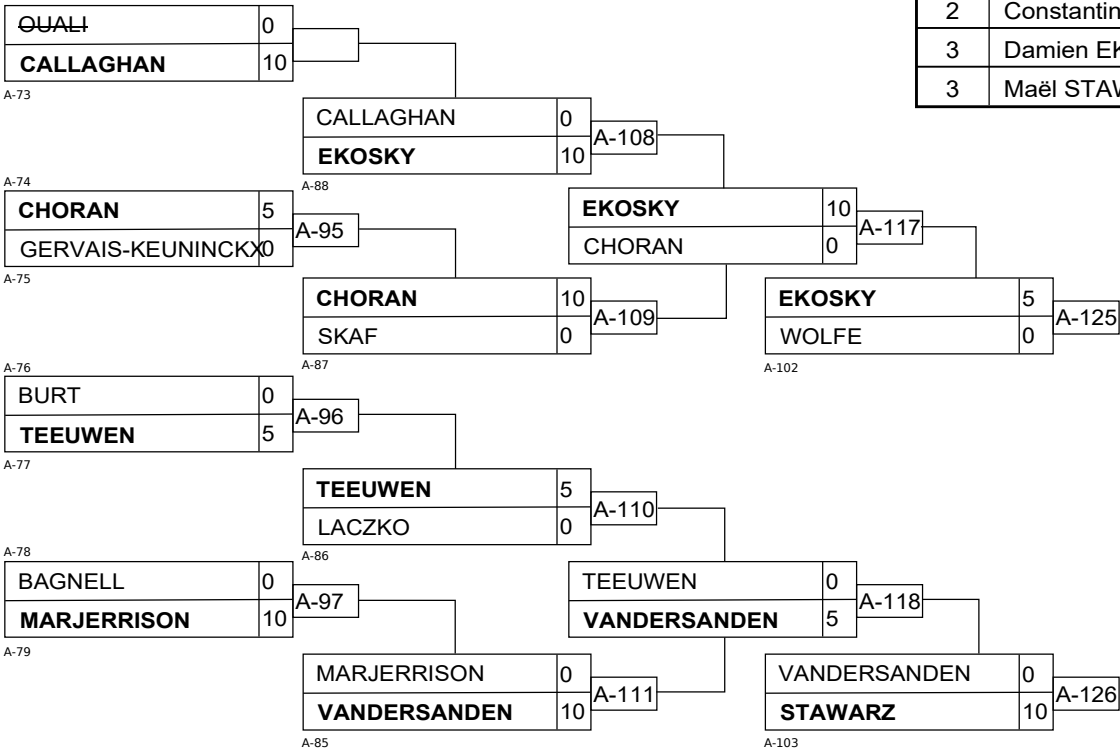 OUALI 0
CALLAGHAN 10
A-73
2 Constantin
3 Damien
3 Maël
CALLAGHAN 0
EKOSKY 10
A-108
A-88
A-74
CHORAN 5
GERVAIS-KEUNINCKX 0
A-95
A-75
EKOSKY 10
CHORAN 0
A-117
CHORAN 10
SKAF 0
A-109
A-87
EKOSKY 5
WOLFE 0
A-125
A-102
A-76
BURT 0
TEEUWEN 5
A-96
A-77
TEEUWEN 5
LACZKO 0
A-110
A-86
A-78
BAGNELL 0
MARJERRISON 10
A-97
A-79
TEEUWEN 0
VANDERSANDEN 5
A-118
MARJERRISON 0
VANDERSANDEN 10
A-111
A-85
VANDERSANDEN 0
STAWARZ 10
A-126
A-103